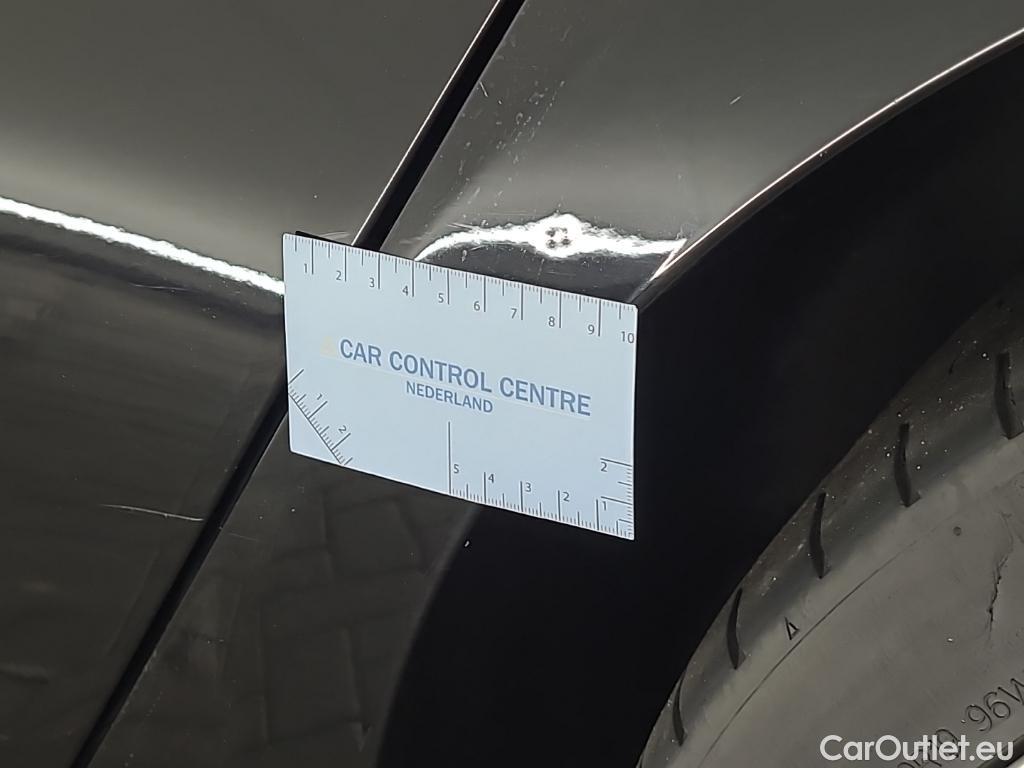 1 2 3 4 5 6 7 8 9 10
CAR CONTROL CENTRE
NEDERLAND
1 2
5 4 3 2 1
2
96W
CarOutlet.eu